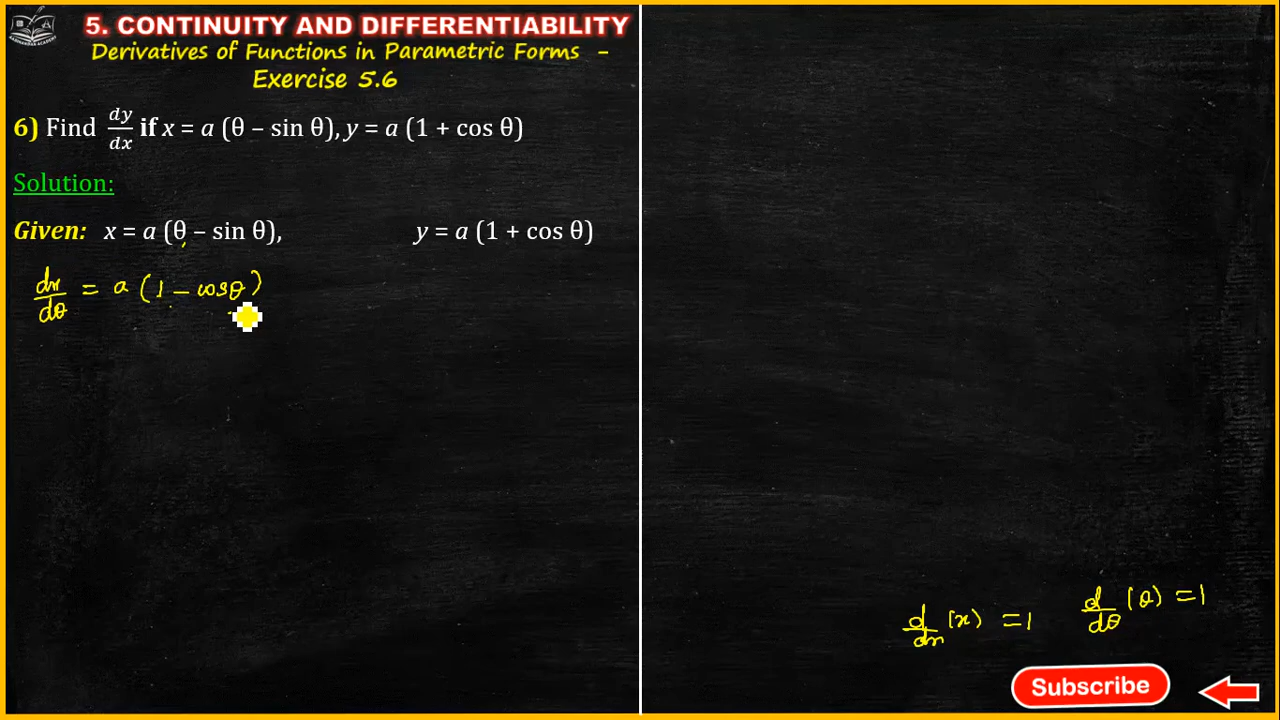 5. CONTINUITY AND DIFFERENTIABILITY
Derivatives of Functions in Parametric Forms –
Exercise 5.6
6) Find dy/dx if x = a (θ – sin θ), y = a (1 + cos θ)
Solution:
Given: x = a (θ – sin θ), y = a (1 + cos θ)
dx/dθ = a (1 – cosθ)
d/dx (x) = 1 d/dθ (θ) = 1
Subscribe